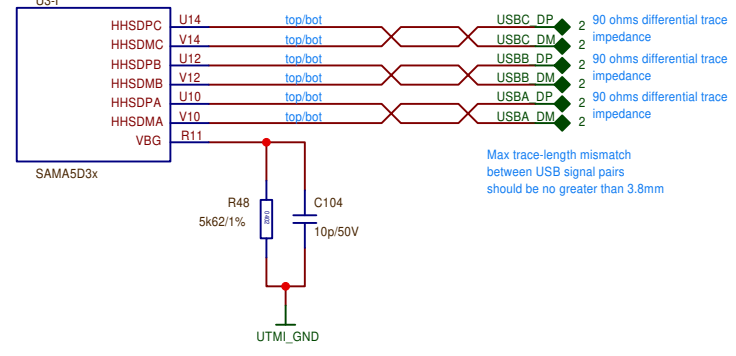 U3-I
HHSDPC U14 top/bot USBC_DP 2 90 ohms differential trace
impedance
HHSDMC V14 top/bot USBC_DM 2
HHSDPB U12 top/bot USBB_DP 2 90 ohms differential trace
impedance
HHSDMB V12 top/bot USBB_DM 2
HHSDPA U10 top/bot USBA_DP 2 90 ohms differential trace
impedance
HHSDMA V10 top/bot USBA_DM 2
VBG R11
SAMA5D3x
Max trace-length mismatch
between USB signal pairs
should be no greater than 3.8mm
R48
5k62/1%
0402
C104
10p/50V
UTMI_GND